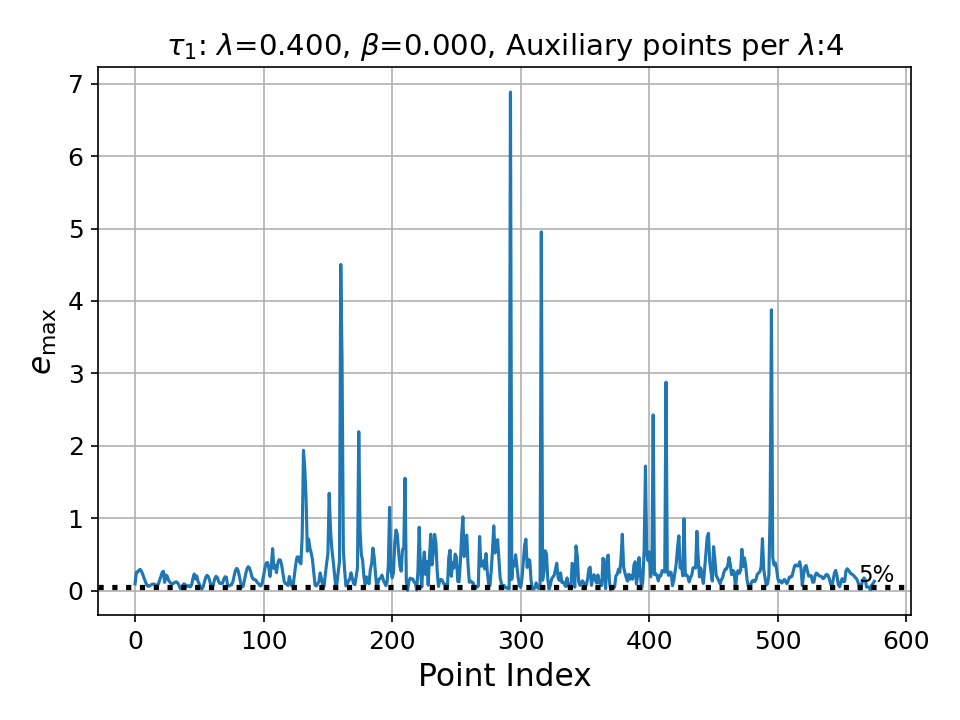 τ₁: λ=0.400, β=0.000, Auxiliary points per λ:4
e_max
7
6
5
4
3
2
1
0
5%
0 100 200 300 400 500 600
Point Index